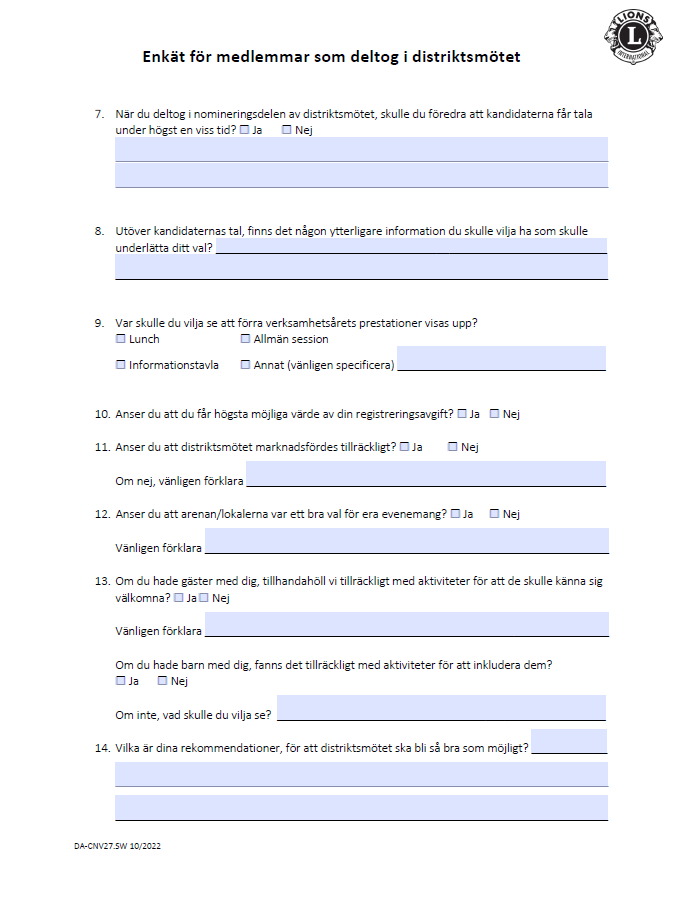 LIONS
L
INTERNATIONAL
Enkät för medlemmar som deltog i distriktsmötet
7. När du deltog i nomineringsdelen av distriktsmötet, skulle du föredra att kandidaterna får tala
under högst en viss tid? Ja Nej
8. Utöver kandidaternas tal, finns det någon ytterligare information du skulle vilja ha som skulle
underlätta ditt val?
9. Var skulle du vilja se att förra verksamhetsårets prestationer visas upp?
Lunch Allmän session
Informationstavla Annat (vänligen specificera)
10. Anser du att du får högsta möjliga värde av din registreringsavgift? Ja Nej
11. Anser du att distriktsmötet marknadsfördes tillräckligt? Ja Nej
Om nej, vänligen förklara
12. Anser du att arenan/lokalerna var ett bra val för era evenemang? Ja Nej
Vänligen förklara
13. Om du hade gäster med dig, tillhandahöll vi tillräckligt med aktiviteter för att de skulle känna sig
välkomna? Ja Nej
Vänligen förklara
Om du hade barn med dig, fanns det tillräckligt med aktiviteter för att inkludera dem?
Ja Nej
Om inte, vad skulle du vilja se?
14. Vilka är dina rekommendationer, för att distriktsmötet ska bli så bra som möjligt?
DA-CNV27.SW 10/2022